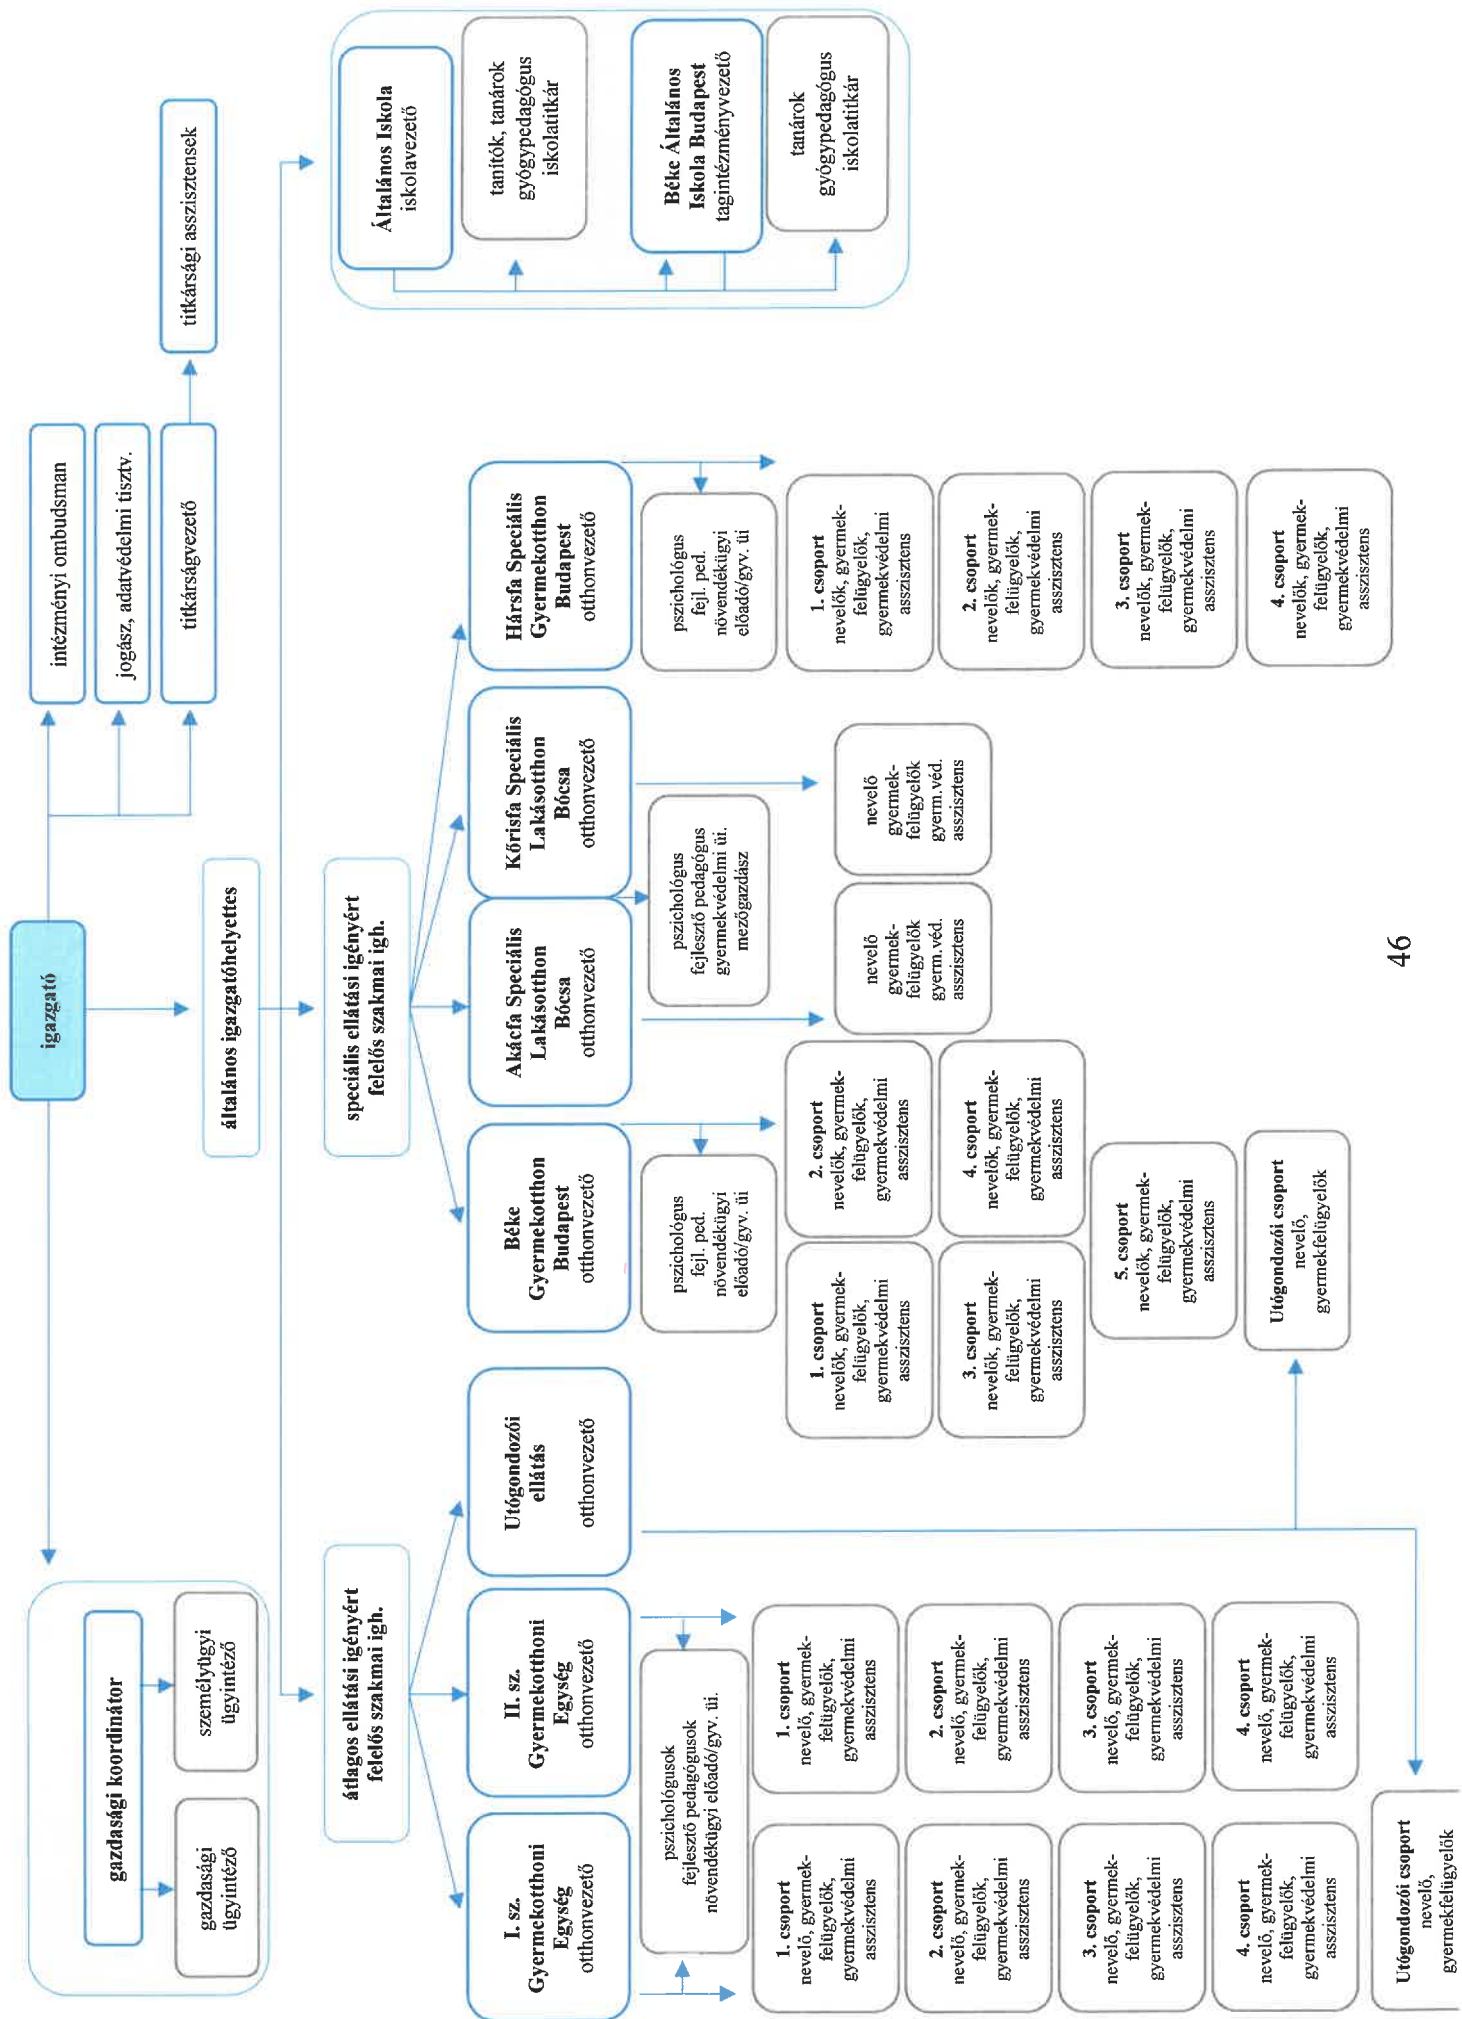 igazgató
intézményi ombudsman
jogász, adatvédelmi tisztv.
titkárságvezető
titkársági asszisztensek
gazdasági koordinátor
gazdasági
ügyintéző
személyügyi
ügyintéző
általános igazgatóhelyettes
átlagos ellátási igényért
felelős szakmai igh.
speciális ellátási igényért
felelős szakmai igh.
Általános Iskola
iskolavezető
tanítók, tanárok
gyógypedagógus
iskolatitkár
Béke Általános
Iskola Budapest
tagintézményvezető
tanárok
gyógypedagógus
iskolatitkár
I. sz.
Gyermekotthoni
Egység
otthonvezető
II. sz.
Gyermekotthoni
Egység
otthonvezető
Utógondozói
ellátás
otthonvezető
Béke
Gyermekotthon
Budapest
otthonvezető
Akácfa Speciális
Lakásotthon
Bócsa
otthonvezető
Kőrisfa Speciális
Lakásotthon
Bócsa
otthonvezető
Hársfa Speciális
Gyermekotthon
Budapest
otthonvezető
pszichológusok
fejlesztő pedagógusok
növendékügyi előadó/gyv. üi.
pszichológus
fejl. ped.
növendékügyi
előadó/gyv. üi
pszichológus
fejlesztő pedagógus
gyermekvédelmi üi.
mezőgazdász
pszichológus
fejl. ped.
növendékügyi
előadó/gyv. üi
1. csoport
nevelő, gyermek-
felügyelők,
gyermekvédelmi
asszisztens
1. csoport
nevelő, gyermek-
felügyelők,
gyermekvédelmi
asszisztens
1. csoport
nevelők, gyermek-
felügyelők,
gyermekvédelmi
asszisztens
2. csoport
nevelők, gyermek-
felügyelők,
gyermekvédelmi
asszisztens
nevelő
gyermek-
felügyelők
gyerm.véd.
asszisztens
nevelő
gyermek-
felügyelők
gyerm.véd.
asszisztens
1. csoport
nevelők, gyermek-
felügyelők,
gyermekvédelmi
asszisztens
2. csoport
nevelő, gyermek-
felügyelők,
gyermekvédelmi
asszisztens
2. csoport
nevelő, gyermek-
felügyelők,
gyermekvédelmi
asszisztens
3. csoport
nevelők, gyermek-
felügyelők,
gyermekvédelmi
asszisztens
4. csoport
nevelők, gyermek-
felügyelők,
gyermekvédelmi
asszisztens
2. csoport
nevelők, gyermek-
felügyelők,
gyermekvédelmi
asszisztens
3. csoport
nevelő, gyermek-
felügyelők,
gyermekvédelmi
asszisztens
3. csoport
nevelő, gyermek-
felügyelők,
gyermekvédelmi
asszisztens
5. csoport
nevelők, gyermek-
felügyelők,
gyermekvédelmi
asszisztens
3. csoport
nevelők, gyermek-
felügyelők,
gyermekvédelmi
asszisztens
4. csoport
nevelő, gyermek-
felügyelők,
gyermekvédelmi
asszisztens
4. csoport
nevelő, gyermek-
felügyelők,
gyermekvédelmi
asszisztens
Utógondozói csoport
nevelő,
gyermekfelügyelők
4. csoport
nevelők, gyermek-
felügyelők,
gyermekvédelmi
asszisztens
Utógondozói csoport
nevelő,
gyermekfelügyelők
46